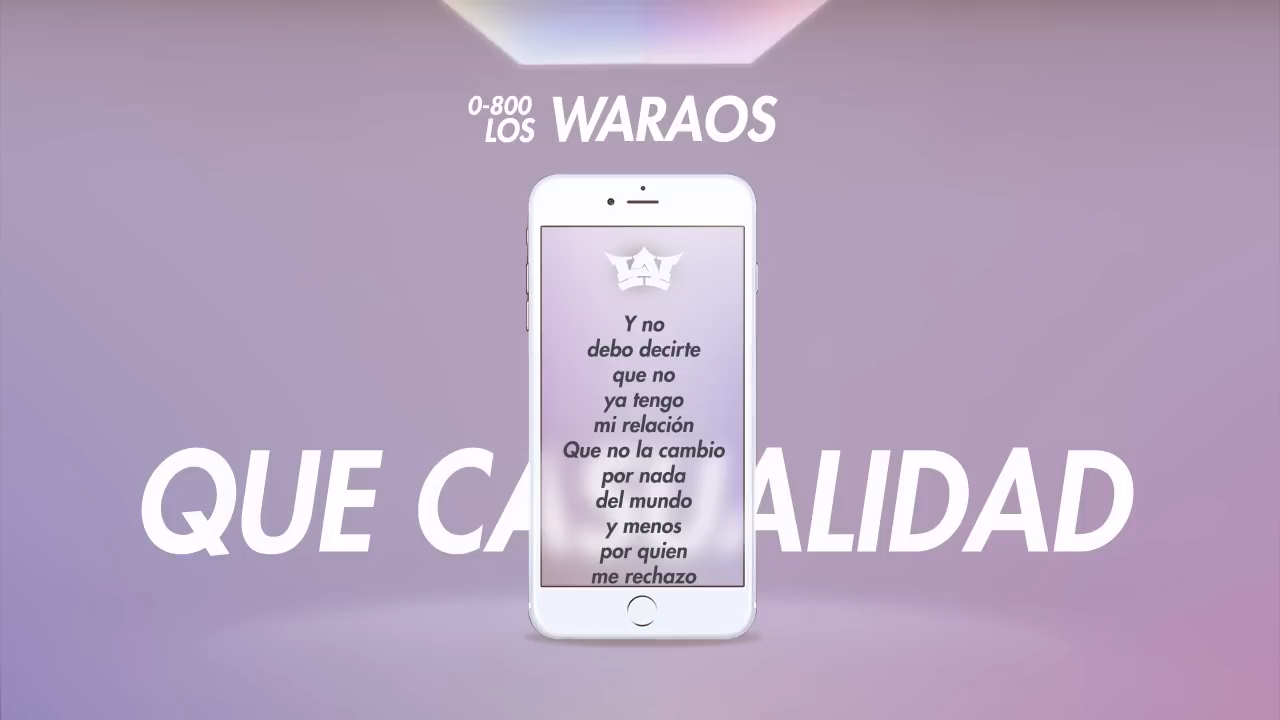 0-800
LOS WARAOS
Y no
debo decirte
que no
ya tengo
mi relación
Que no la cambio
por nada
del mundo
y menos
por quien
me rechazo
QUE CA ALIDAD